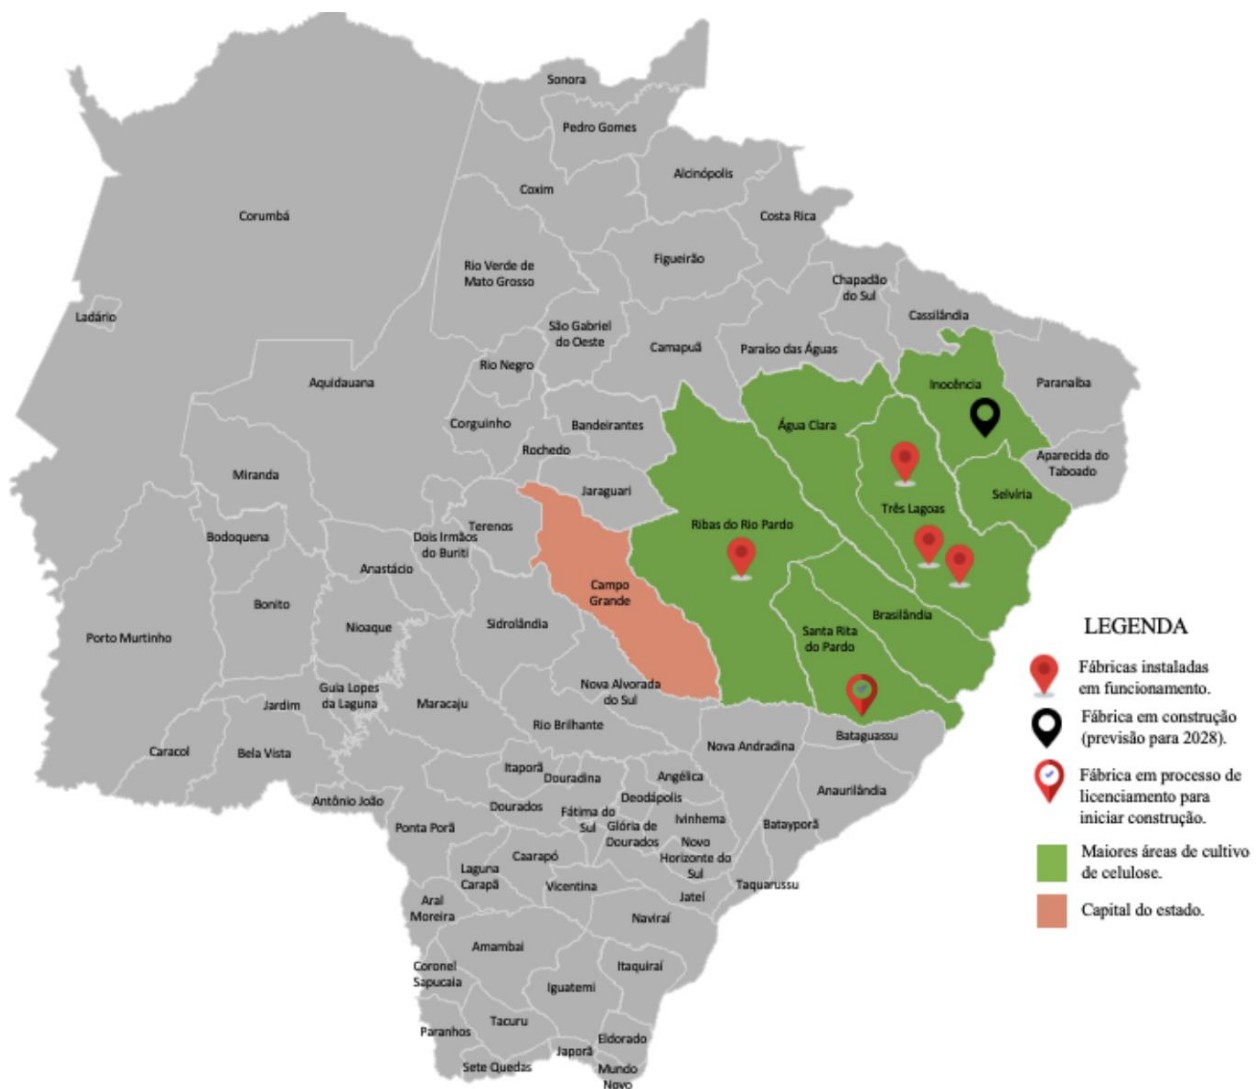 Sonora
Pedro Gomes
Alcinópolis
Coxim
Corumbá
Costa Rica
Figueirão
Rio Verde de
Mato Grosso
Chapadão
do Sul
Ladário
Cassilândia
São Gabriel
do Oeste
Camapuã
Paraíso das Águas
Rio Negro
Aquidauana
Inocência
Paranaíba
Corguinho
Bandeirantes
Água Clara
Rochedo
Aparecida do
Taboado
Miranda
Jaraguari
Selvíria
Três Lagoas
Terenos
Ribas do Rio Pardo
Bodoquena
Dois Irmãos
do Buriti
Anastácio
Campo
Grande
Bonito
Brasilândia
Porto Murtinho
Nioaque
Sidrolândia
Santa Rita
do Pardo
Guia Lopes
da Laguna
Nova Alvorada
do Sul
Jardim
Maracaju
Rio Brilhante
Caracol
Bela Vista
Nova Andradina
Bataguassu
Itaporã
Douradina
Angélica
Anaurilândia
Antônio João
Deodápolis
Dourados
Fátima do
Sul
Ivinhema
Glória de
Dourados
Batayporã
Ponta Porã
Novo
Horizonte do
Sul
Caarapó
Laguna
Carapã
Vicentina
Jateí
Taquarussu
Aral
Moreira
Naviraí
Amambai
Coronel
Sapucaia
Itaquiraí
Iguatemi
Tacuru
Paranhos
Eldorado
Japorã
Sete Quedas
Mundo
Novo
LEGENDA
Fábricas instaladas
em funcionamento.
Fábrica em construção
(previsão para 2028).
Fábrica em processo de
licenciamento para
iniciar construção.
Maiores áreas de cultivo
de celulose.
Capital do estado.